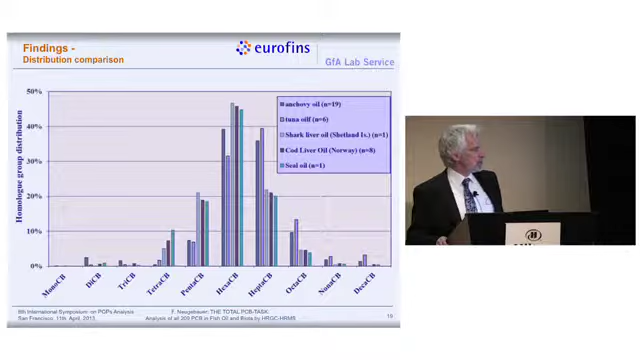 Findings -
Distribution comparison
eurofins
GfA Lab Service
50%
40%
30%
20%
10%
0%
Homologue group distribution
anchovy oil (n=19)
tuna oilf (n=6)
Shark liver oil (Shetland Is.) (n=1)
Cod Liver Oil (Norway) (n=8)
Seal oil (n=1)
MonoCB
DiCB
TriCB
TetraCB
PentaCB
HexaCB
HeptaCB
OctaCB
NonaCB
DecaCB
8th International Symposium on PGPs Analysis
San Francisco, 11th April, 2013
F. Neugebauer: THE TOTAL PCB-TASK:
Analysis of all 209 PCB in Fish Oil and Biota by HRGC-HRMS
19